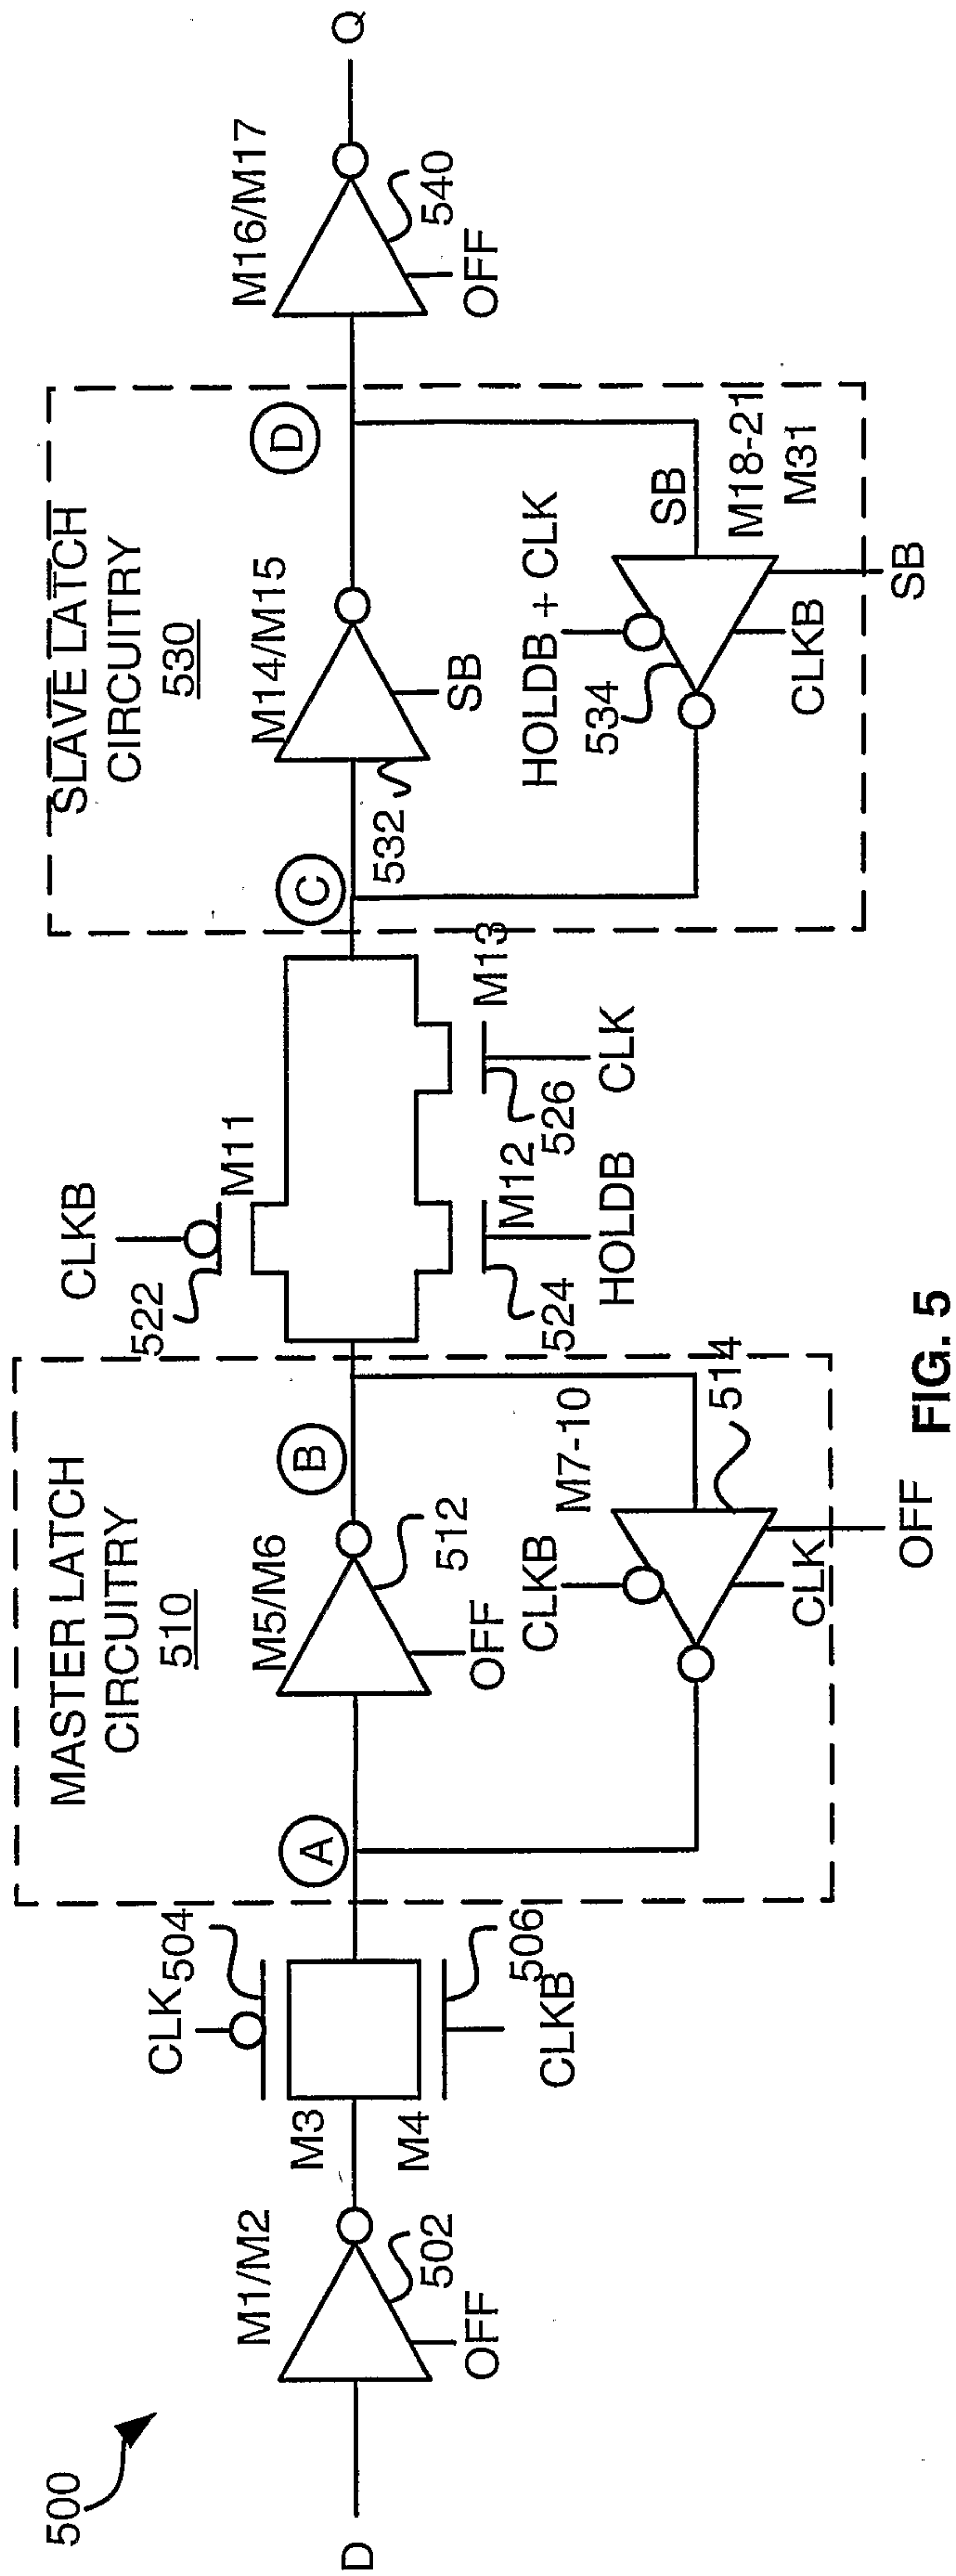 500
D
M1/M2
502
OFF
M3
M4
CLK
504
506
CLKB
MASTER LATCH
CIRCUITRY
510
A
M5/M6
512
OFF
B
CLKB
M7-10
514
CLK
OFF
CLKB
522
M11
524
M12
HOLDB
526
M13
CLK
SLAVE LATCH
CIRCUITRY
530
C
532
M14/M15
SB
D
HOLDB + CLK
534
SB
M18-21
M31
CLKB
SB
M16/M17
540
OFF
Q
FIG. 5